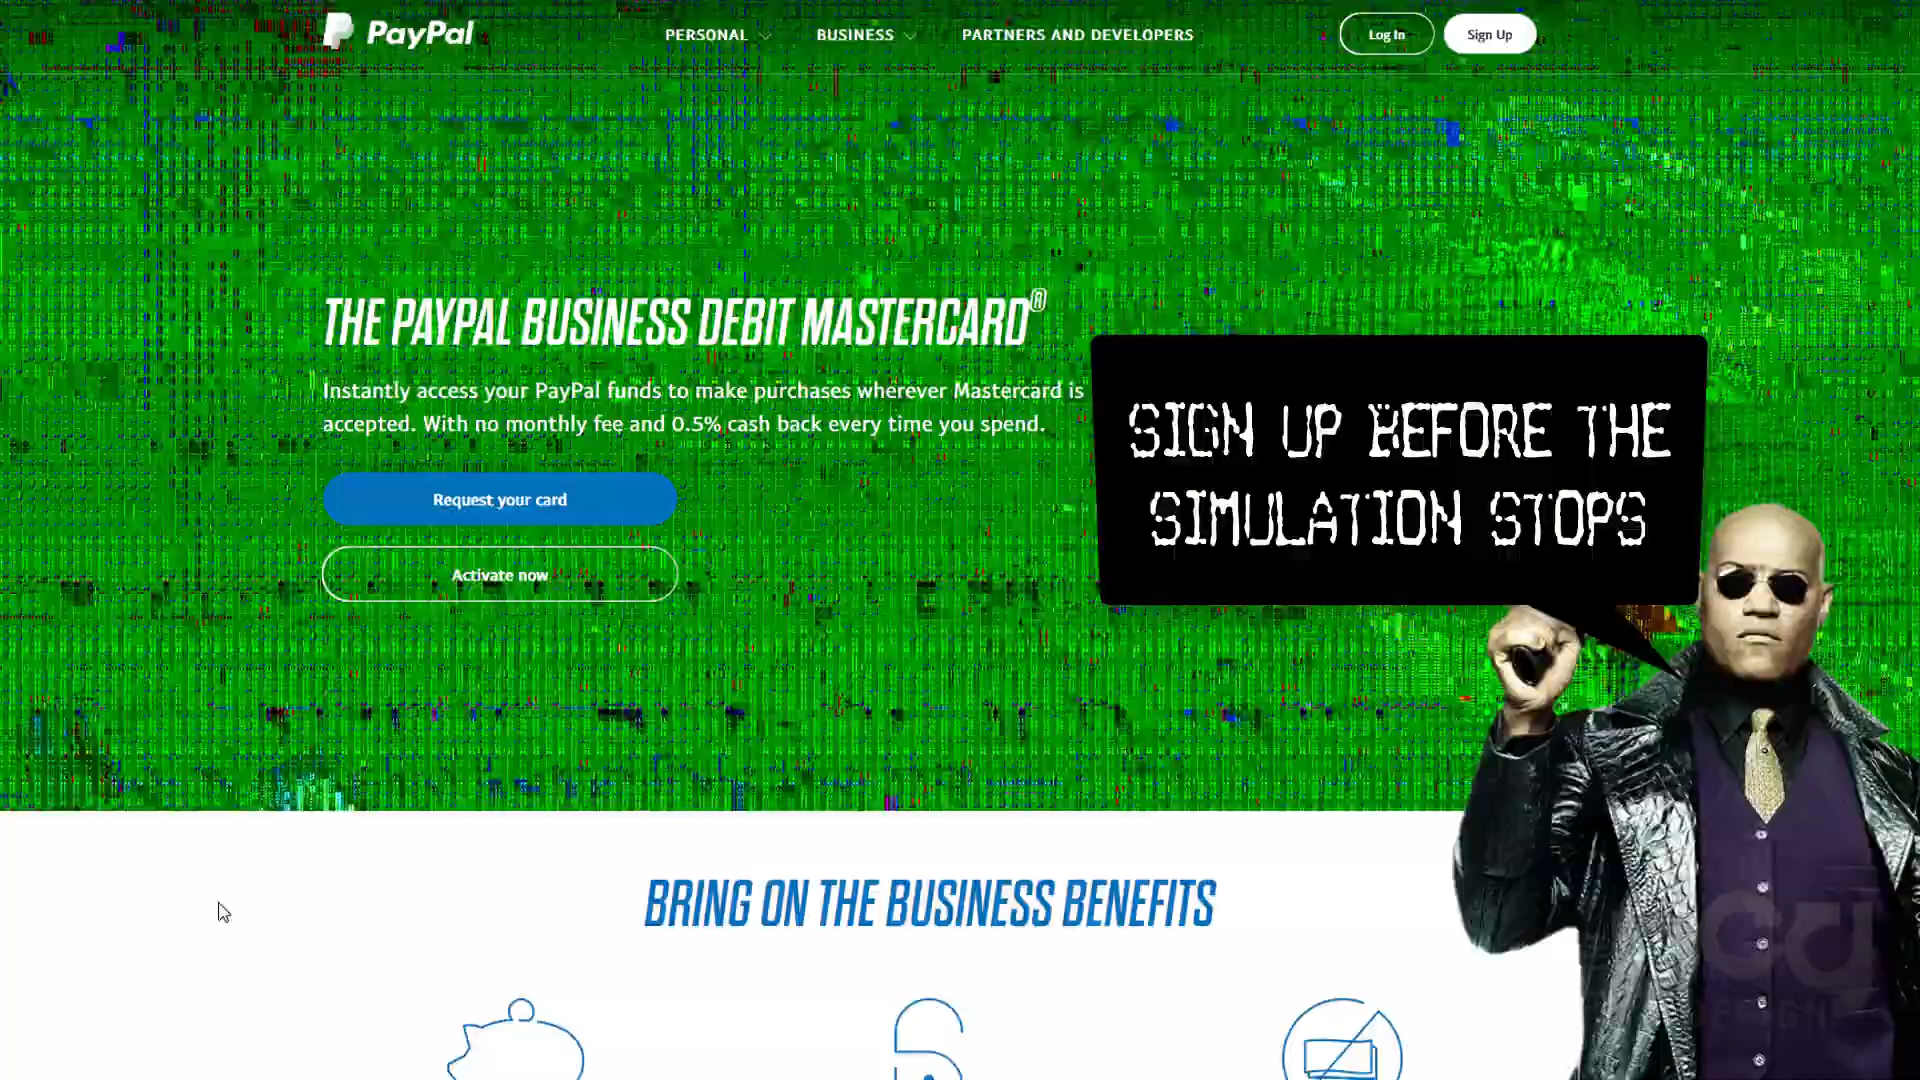 PayPal
PERSONAL
BUSINESS
PARTNERS AND DEVELOPERS
Log In
Sign Up
THE PAYPAL BUSINESS DEBIT MASTERCARD®
Instantly access your PayPal funds to make purchases wherever Mastercard is
accepted. With no monthly fee and 0.5% cash back every time you spend.
Request your card
Activate now
SIGN UP BEFORE THE
SIMULATION STOPS
BRING ON THE BUSINESS BENEFITS